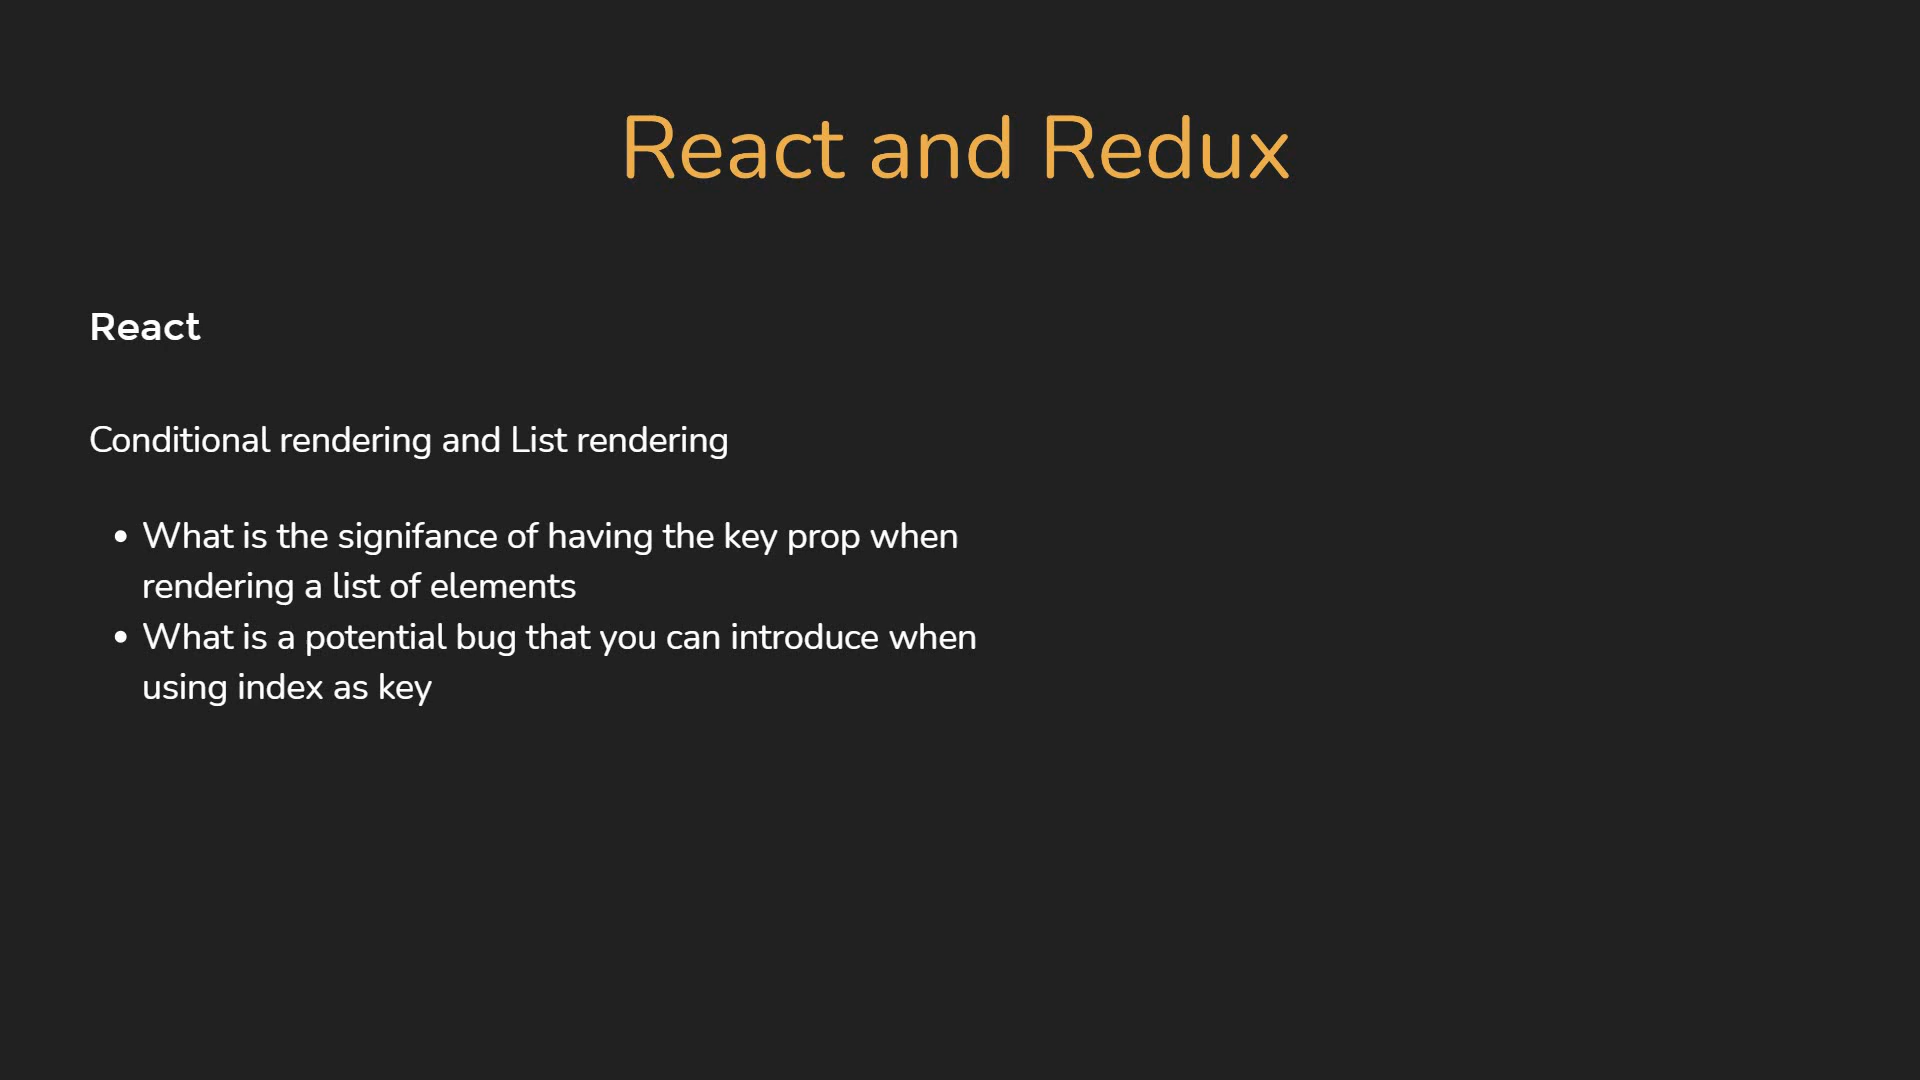 React and Redux
React
Conditional rendering and List rendering
• What is the signifance of having the key prop when
rendering a list of elements
• What is a potential bug that you can introduce when
using index as key